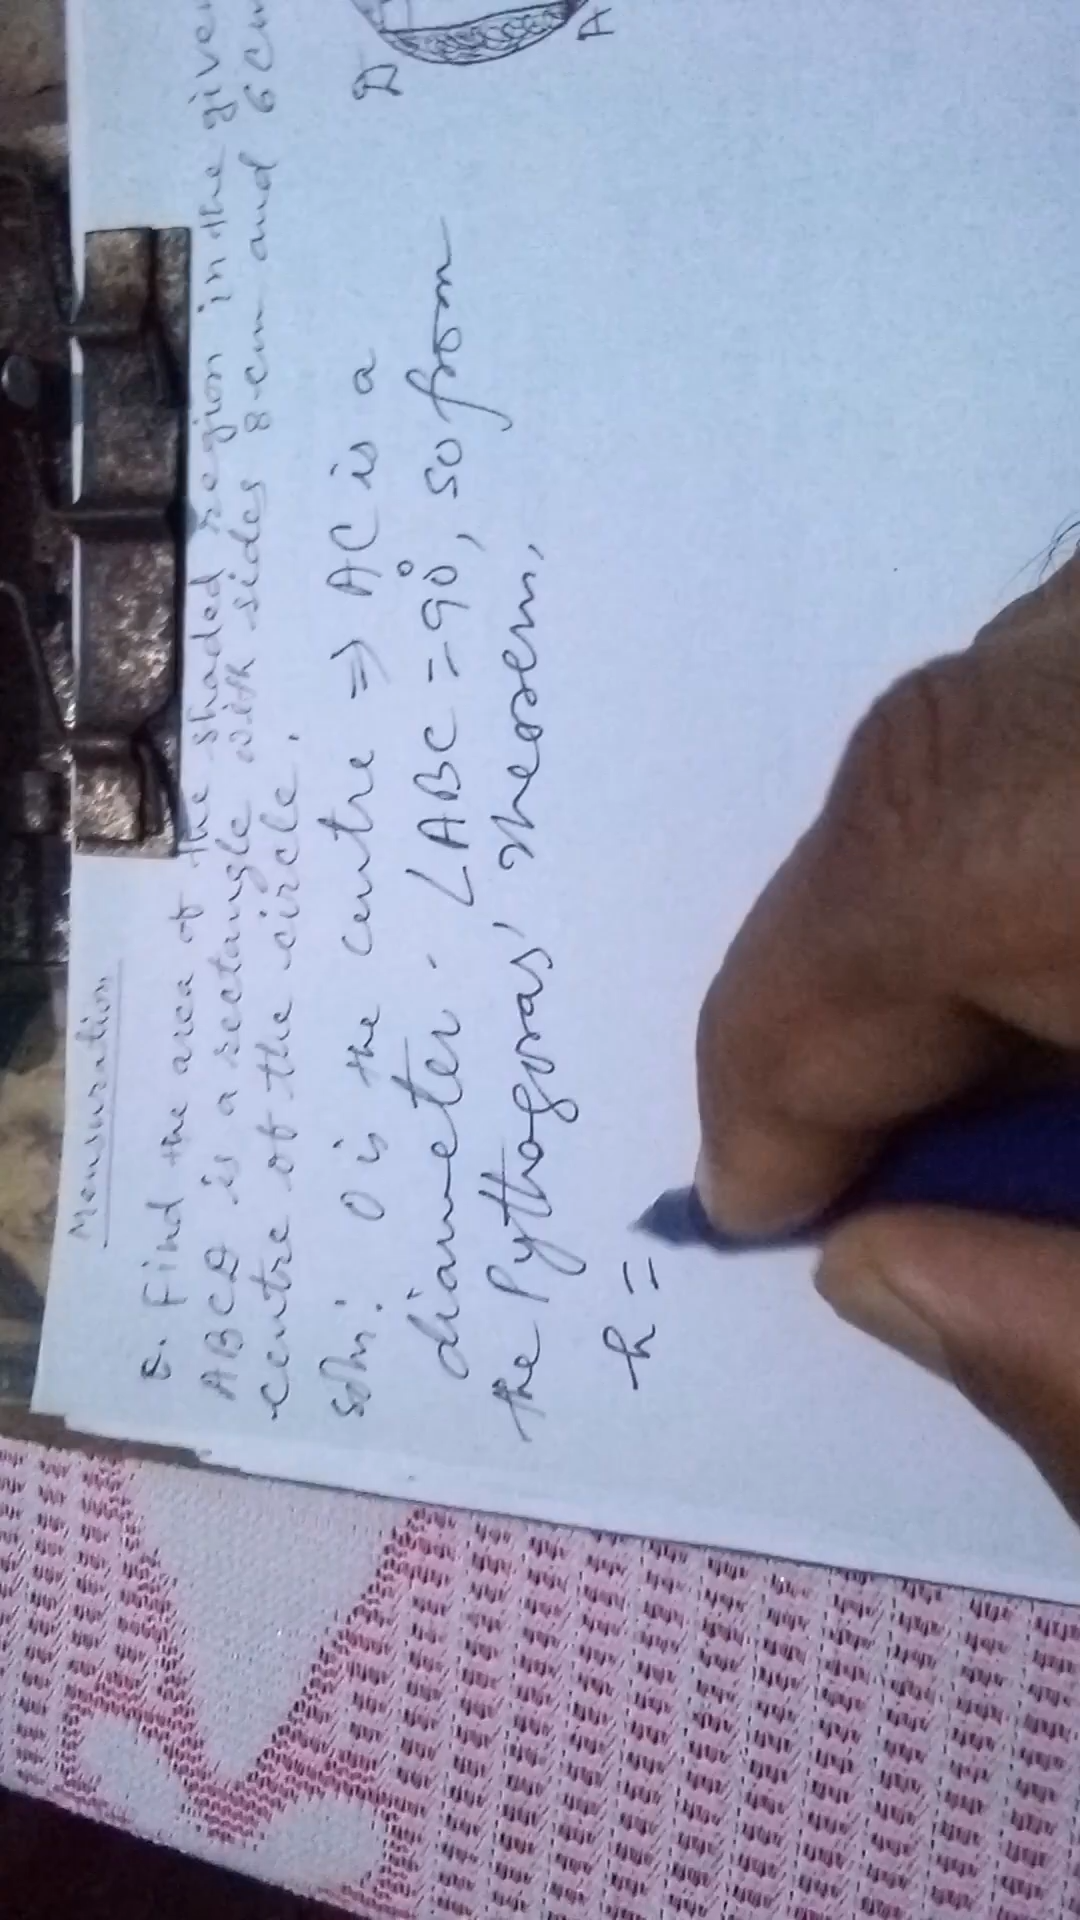 Mensuration
8. Find the area of the shaded region in the
ABCD is a rectangle with sides 8 cm and 6 cm
centre of the circle.
soln: O is the centre ⇒ AC is a
diameter. ∠ABC = 90°, so from
the Pythagoras' theorem,
h =
D
A